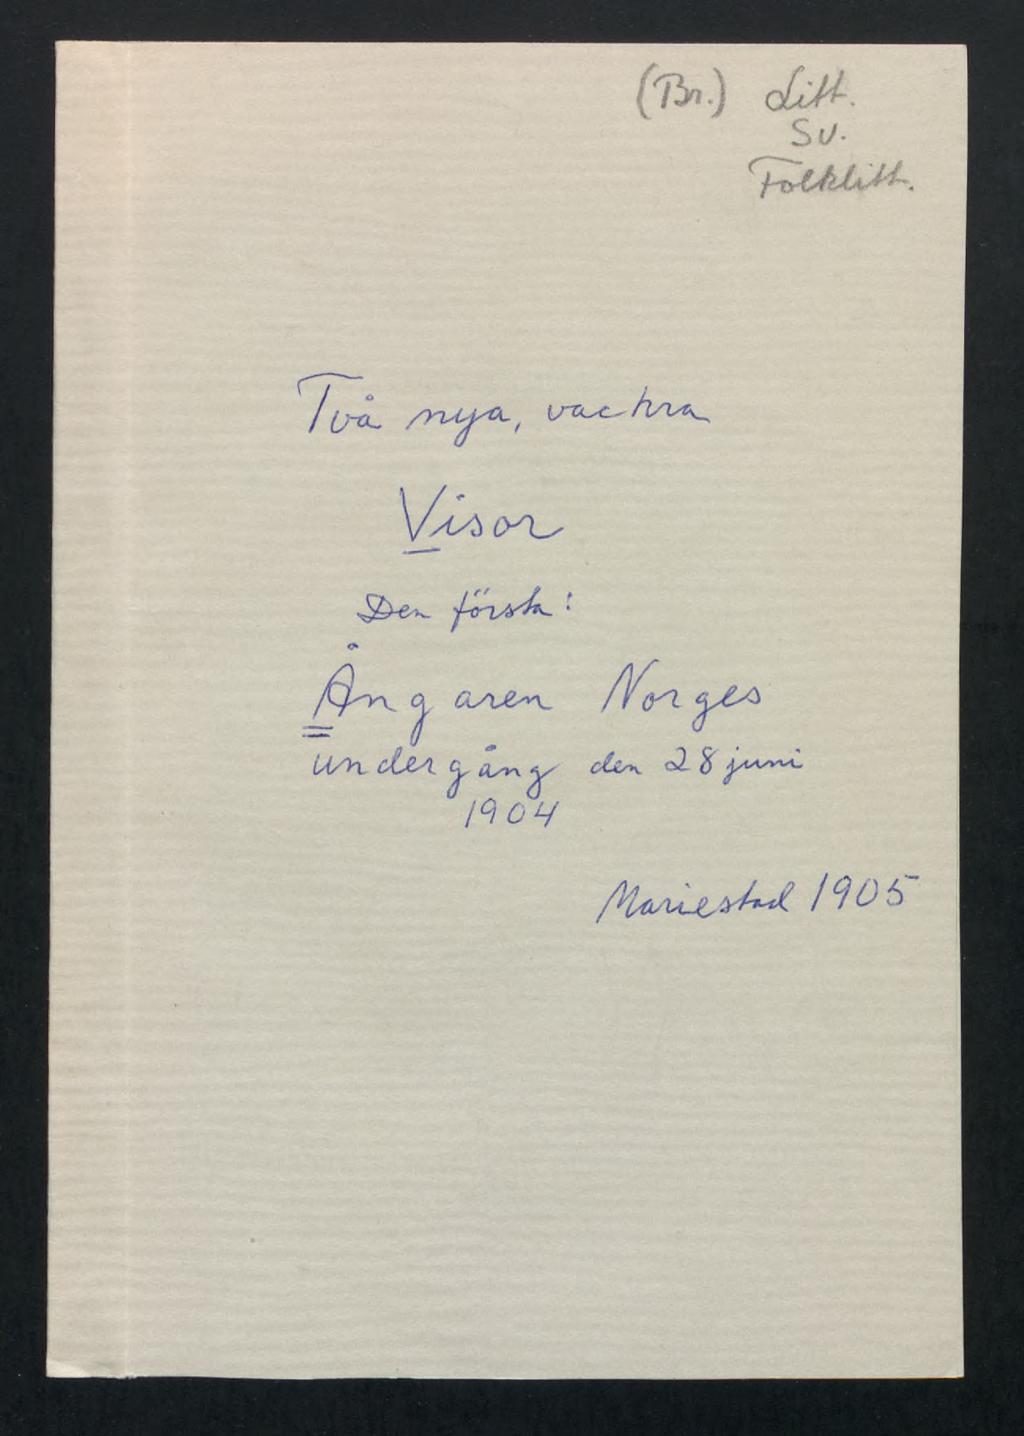 (Br.) Litt.
Sv.
Folklitt.
Två nya, vackra
Visor
Den första:
Ångaren Norges
undergång den 28 juni
1904
Mariestad 1905